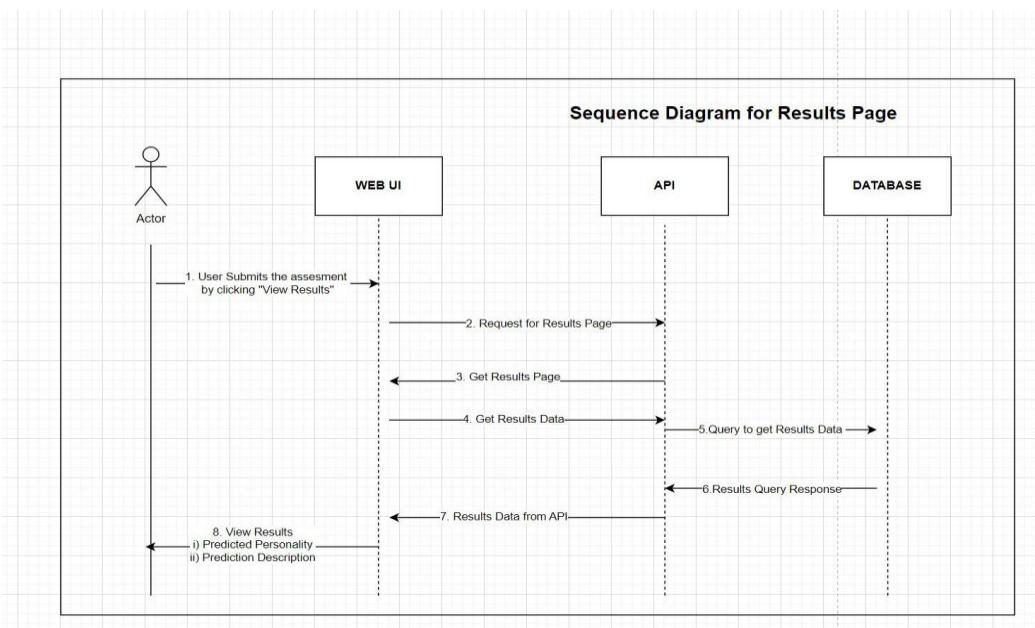 Sequence Diagram for Results Page
WEB UI
API
DATABASE
Actor
1. User Submits the assesment
by clicking "View Results"
2. Request for Results Page
3. Get Results Page
4. Get Results Data
5.Query to get Results Data
6.Results Query Response
7. Results Data from API
8. View Results
i) Predicted Personality
ii) Prediction Description